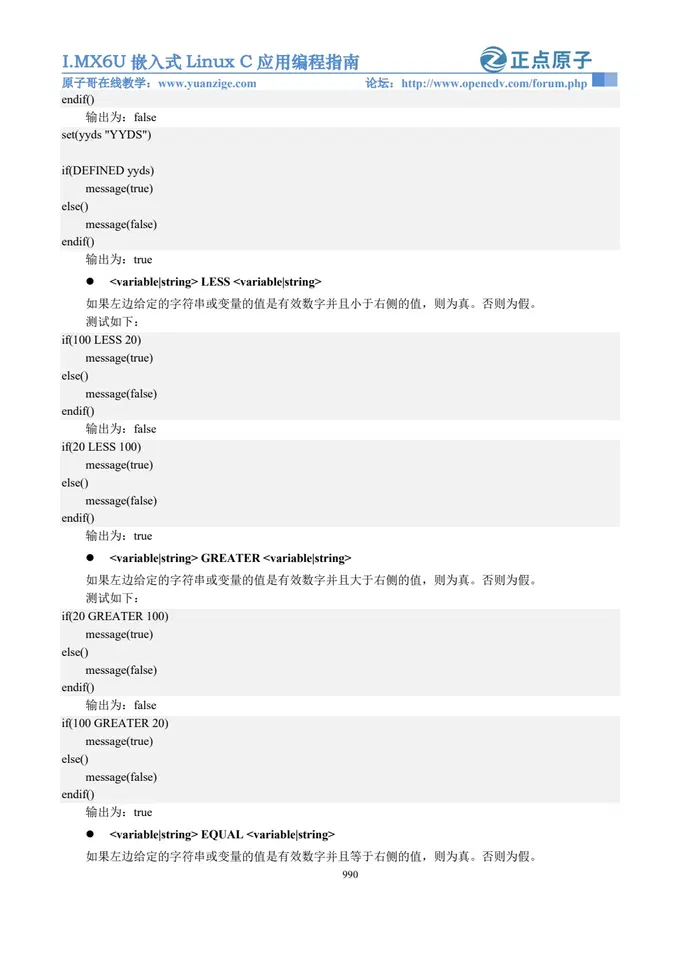 I.MX6U 嵌入式 Linux C 应用编程指南
正点原子
原子哥在线教学：www.yuanzige.com
论坛：http://www.openedv.com/forum.php
endif()
输出为：false
set(yyds "YYDS")
if(DEFINED yyds)
message(true)
else()
message(false)
endif()
输出为：true
● <variable|string> LESS <variable|string>
如果左边给定的字符串或变量的值是有效数字并且小于右侧的值，则为真。否则为假。
测试如下：
if(100 LESS 20)
message(true)
else()
message(false)
endif()
输出为：false
if(20 LESS 100)
message(true)
else()
message(false)
endif()
输出为：true
● <variable|string> GREATER <variable|string>
如果左边给定的字符串或变量的值是有效数字并且大于右侧的值，则为真。否则为假。
测试如下：
if(20 GREATER 100)
message(true)
else()
message(false)
endif()
输出为：false
if(100 GREATER 20)
message(true)
else()
message(false)
endif()
输出为：true
● <variable|string> EQUAL <variable|string>
如果左边给定的字符串或变量的值是有效数字并且等于右侧的值，则为真。否则为假。
990